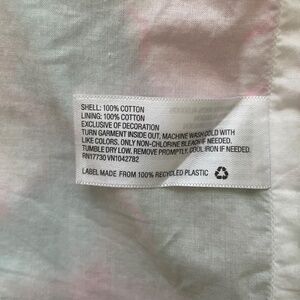 SHELL: 100% COTTON
LINING: 100% COTTON
EXCLUSIVE OF DECORATION
TURN GARMENT INSIDE OUT, MACHINE WASH COLD WITH
LIKE COLORS. ONLY NON-CHLORINE BLEACH IF NEEDED.
TUMBLE DRY LOW. REMOVE PROMPTLY. COOL IRON IF NEEDED.
RN17730 VN1042782
LABEL MADE FROM 100% RECYCLED PLASTIC